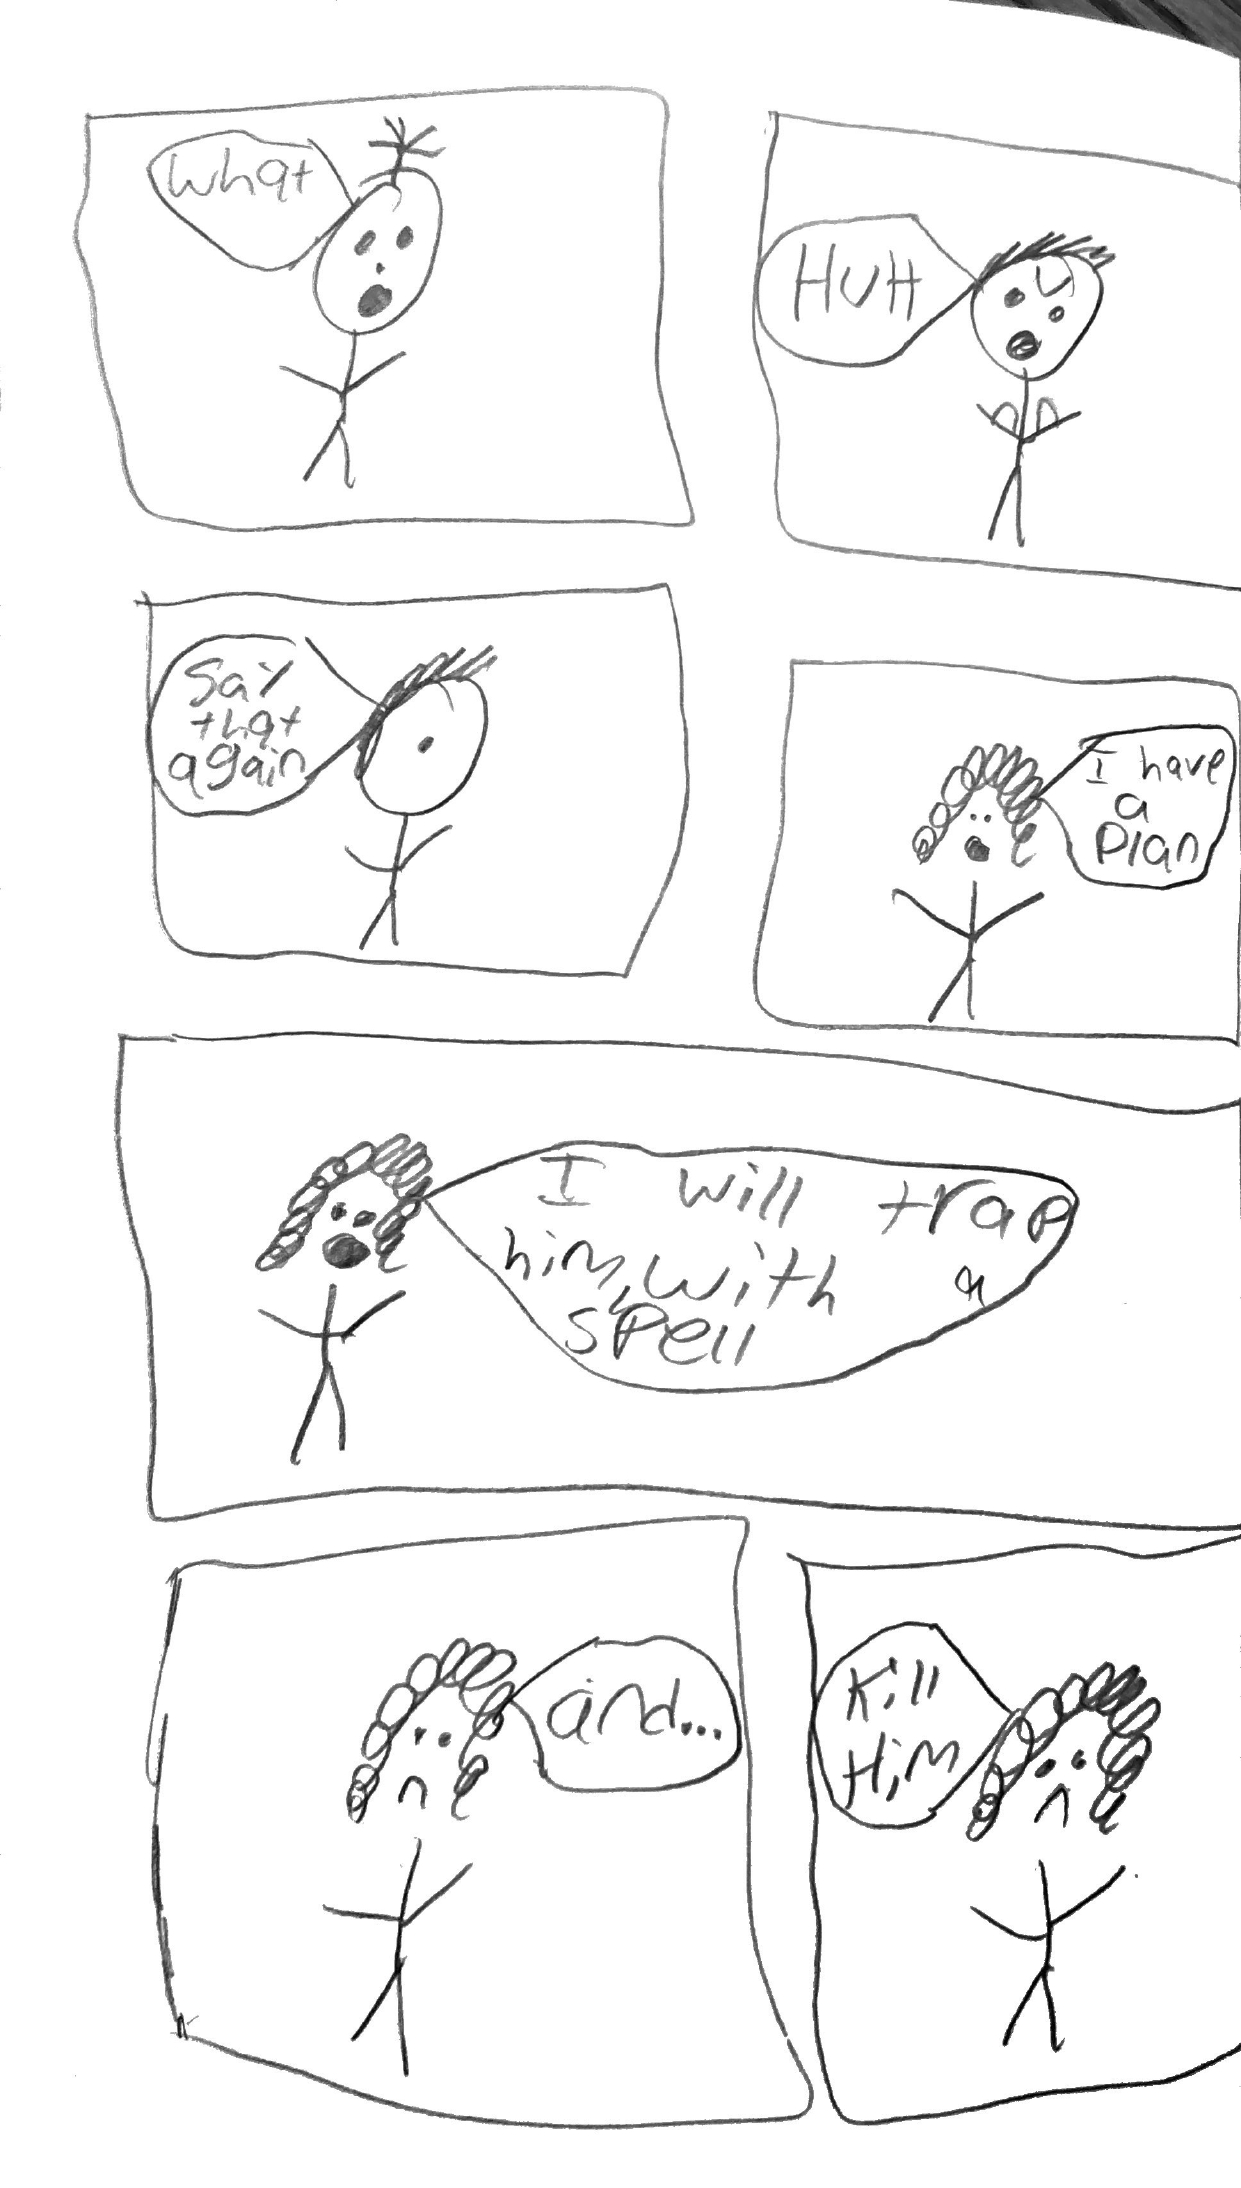 What
HUH
Say
that
again
I have
a
Plan
I will trap
him, with a
spell
and...
Kill
Him